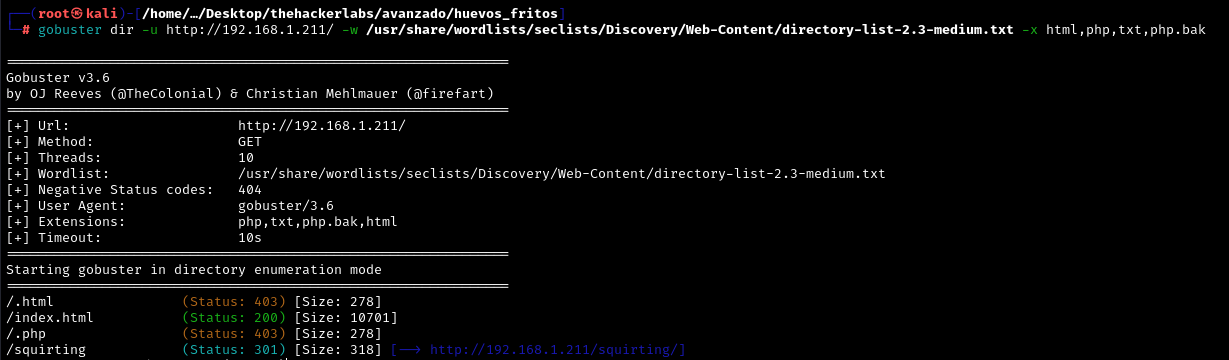 (root㉿kali)-[/home/…/Desktop/thehackerlabs/avanzado/huevos_fritos]
# gobuster dir -u http://192.168.1.211/ -w /usr/share/wordlists/seclists/Discovery/Web-Content/directory-list-2.3-medium.txt -x html,php,txt,php.bak
===============================================================
Gobuster v3.6
by OJ Reeves (@TheColonial) & Christian Mehlmauer (@firefart)
===============================================================
[+] Url: http://192.168.1.211/
[+] Method: GET
[+] Threads: 10
[+] Wordlist: /usr/share/wordlists/seclists/Discovery/Web-Content/directory-list-2.3-medium.txt
[+] Negative Status codes: 404
[+] User Agent: gobuster/3.6
[+] Extensions: php,txt,php.bak,html
[+] Timeout: 10s
===============================================================
Starting gobuster in directory enumeration mode
===============================================================
/.html (Status: 403) [Size: 278]
/index.html (Status: 200) [Size: 10701]
/.php (Status: 403) [Size: 278]
/squirting (Status: 301) [Size: 318] [--> http://192.168.1.211/squirting/]